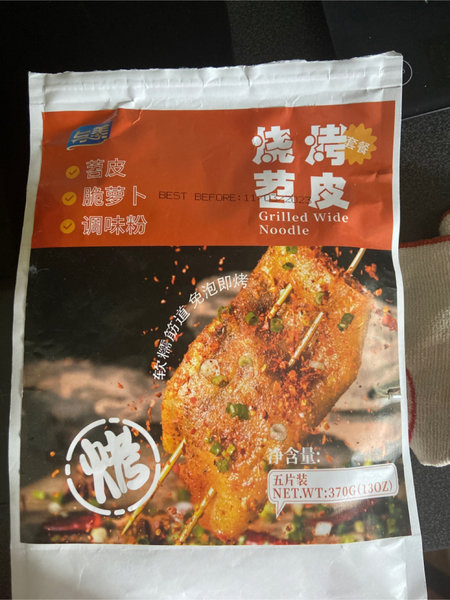 与美
苕皮
脆萝卜
调味粉
烧烤
套餐
苕皮
Grilled Wide
Noodle
BEST BEFORE:
软糯筋道 免泡即烤
烤
净含量:
五片装
NET.WT:370G(13OZ)